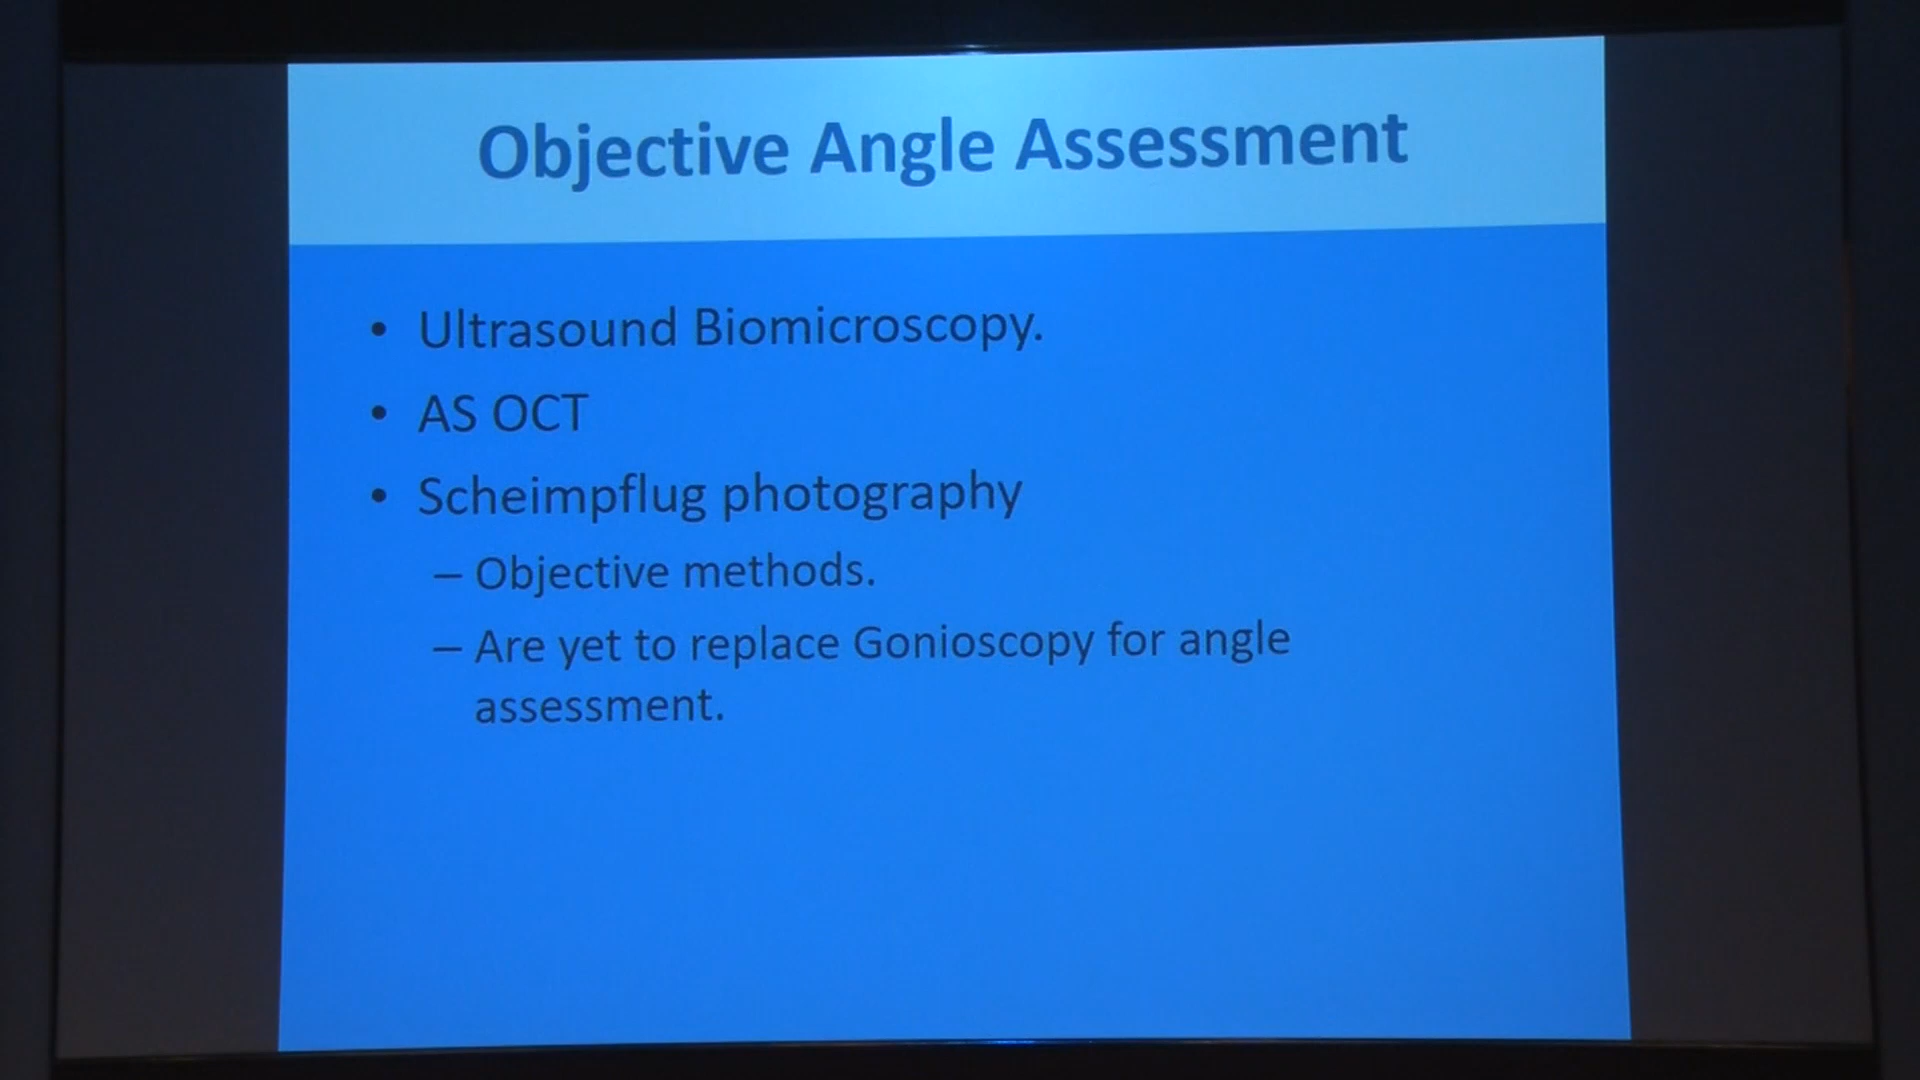 Objective Angle Assessment
• Ultrasound Biomicroscopy.
• AS OCT
• Scheimpflug photography
– Objective methods.
– Are yet to replace Gonioscopy for angle
assessment.